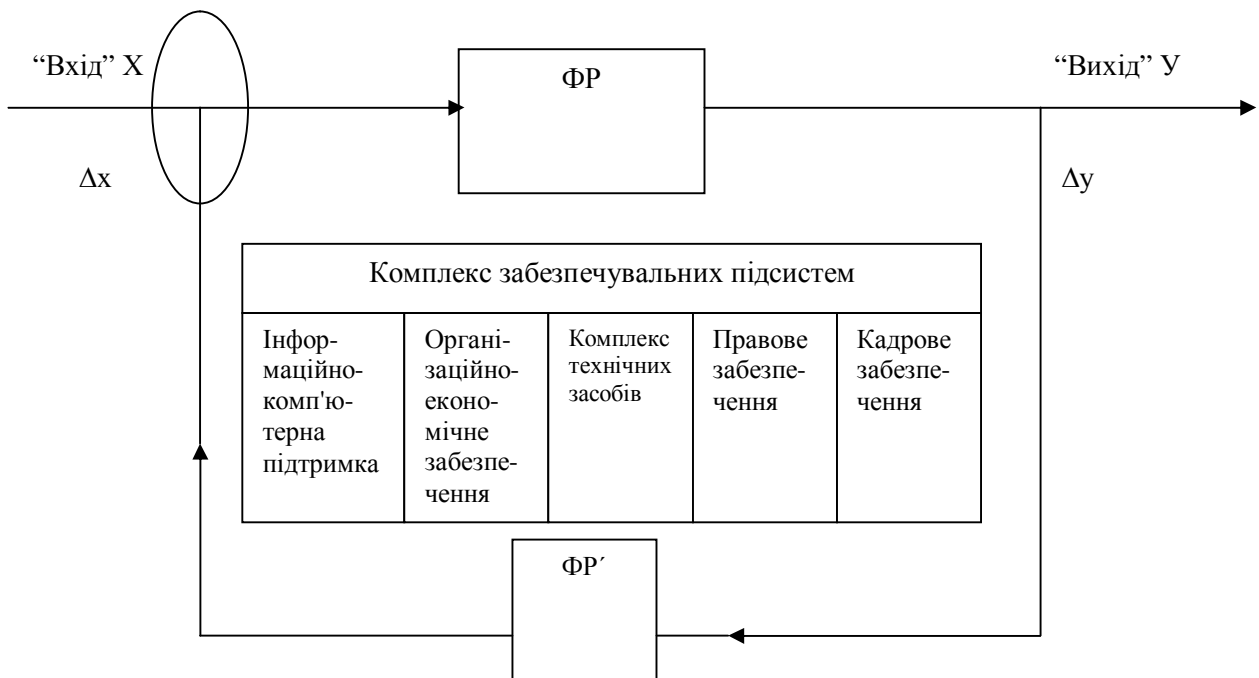 “Вхід” X
ФР
“Вихід” У
Δx
Δy
Комплекс забезпечувальних підсистем
Інфор-
маційно-
комп'ю-
терна
підтримка
Органі-
заційно-
еконо-
мічне
забезпе-
чення
Комплекс
технічних
засобів
Правове
забезпе-
чення
Кадрове
забезпе-
чення
ФР´